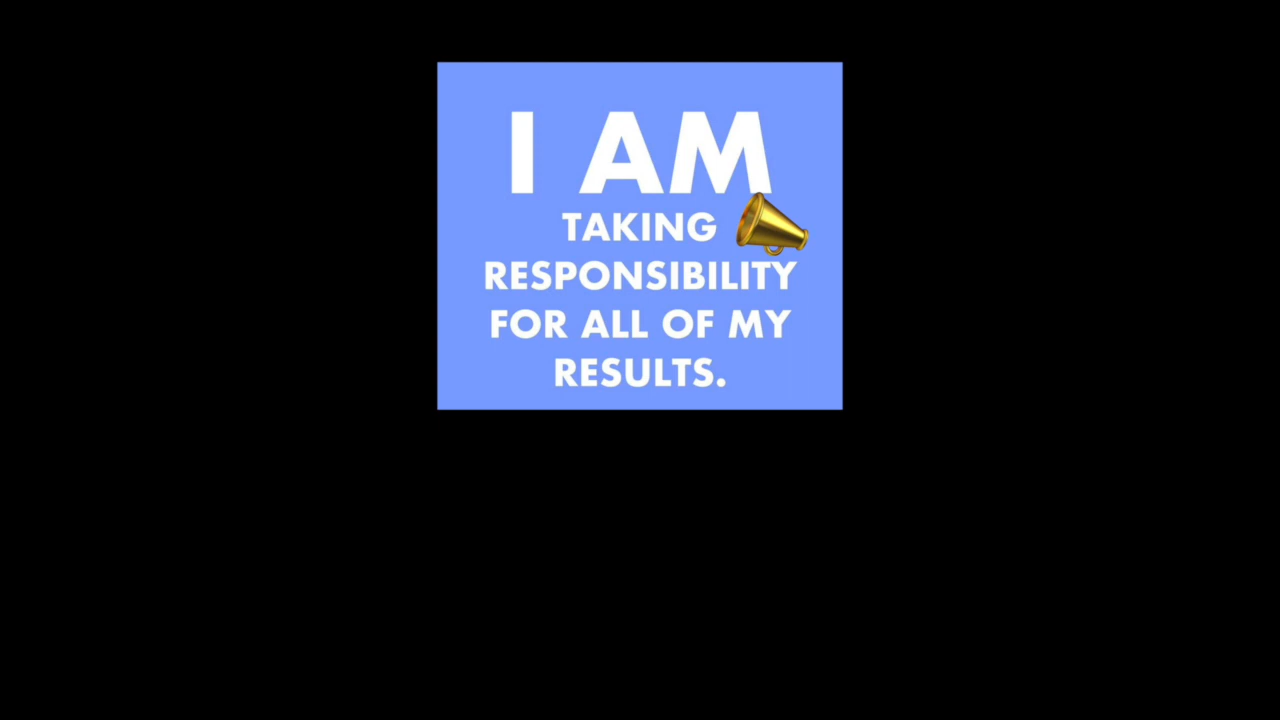 I AM
TAKING
RESPONSIBILITY
FOR ALL OF MY
RESULTS.